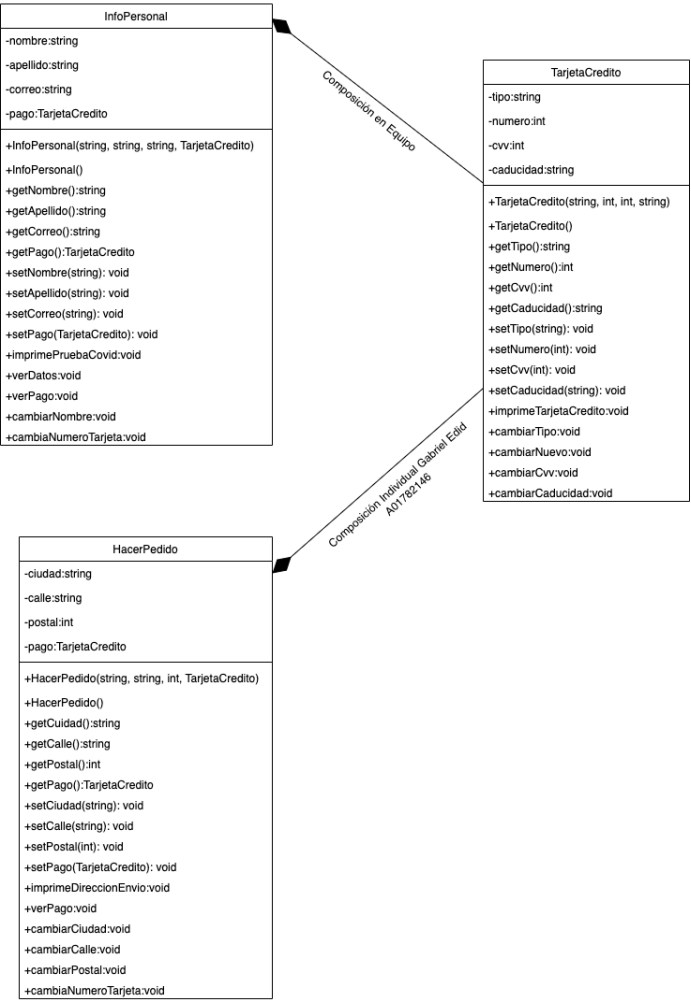 InfoPersonal
-nombre:string
-apellido:string
-correo:string
-pago:TarjetaCredito
+InfoPersonal(string, string, string, TarjetaCredito)
+InfoPersonal()
+getNombre():string
+getApellido():string
+getCorreo():string
+getPago():TarjetaCredito
+setNombre(string): void
+setApellido(string): void
+setCorreo(string): void
+setPago(TarjetaCredito): void
+imprimePruebaCovid:void
+verDatos:void
+verPago:void
+cambiarNombre:void
+cambiaNumeroTarjeta:void
Composición en Equipo
TarjetaCredito
-tipo:string
-numero:int
-cvv:int
-caducidad:string
+TarjetaCredito(string, int, int, string)
+TarjetaCredito()
+getTipo():string
+getNumero():int
+getCvv():int
+getCaducidad():string
+setTipo(string): void
+setNumero(int): void
+setCvv(int): void
+setCaducidad(string): void
+imprimeTarjetaCredito:void
+cambiarTipo:void
+cambiarNuevo:void
+cambiarCvv:void
+cambiarCaducidad:void
Composición Individual Gabriel Edid
A01782146
HacerPedido
-ciudad:string
-calle:string
-postal:int
-pago:TarjetaCredito
+HacerPedido(string, string, int, TarjetaCredito)
+HacerPedido()
+getCuidad():string
+getCalle():string
+getPostal():int
+getPago():TarjetaCredito
+setCiudad(string): void
+setCalle(string): void
+setPostal(int): void
+setPago(TarjetaCredito): void
+imprimeDireccionEnvio:void
+verPago:void
+cambiarCiudad:void
+cambiarCalle:void
+cambiarPostal:void
+cambiaNumeroTarjeta:void